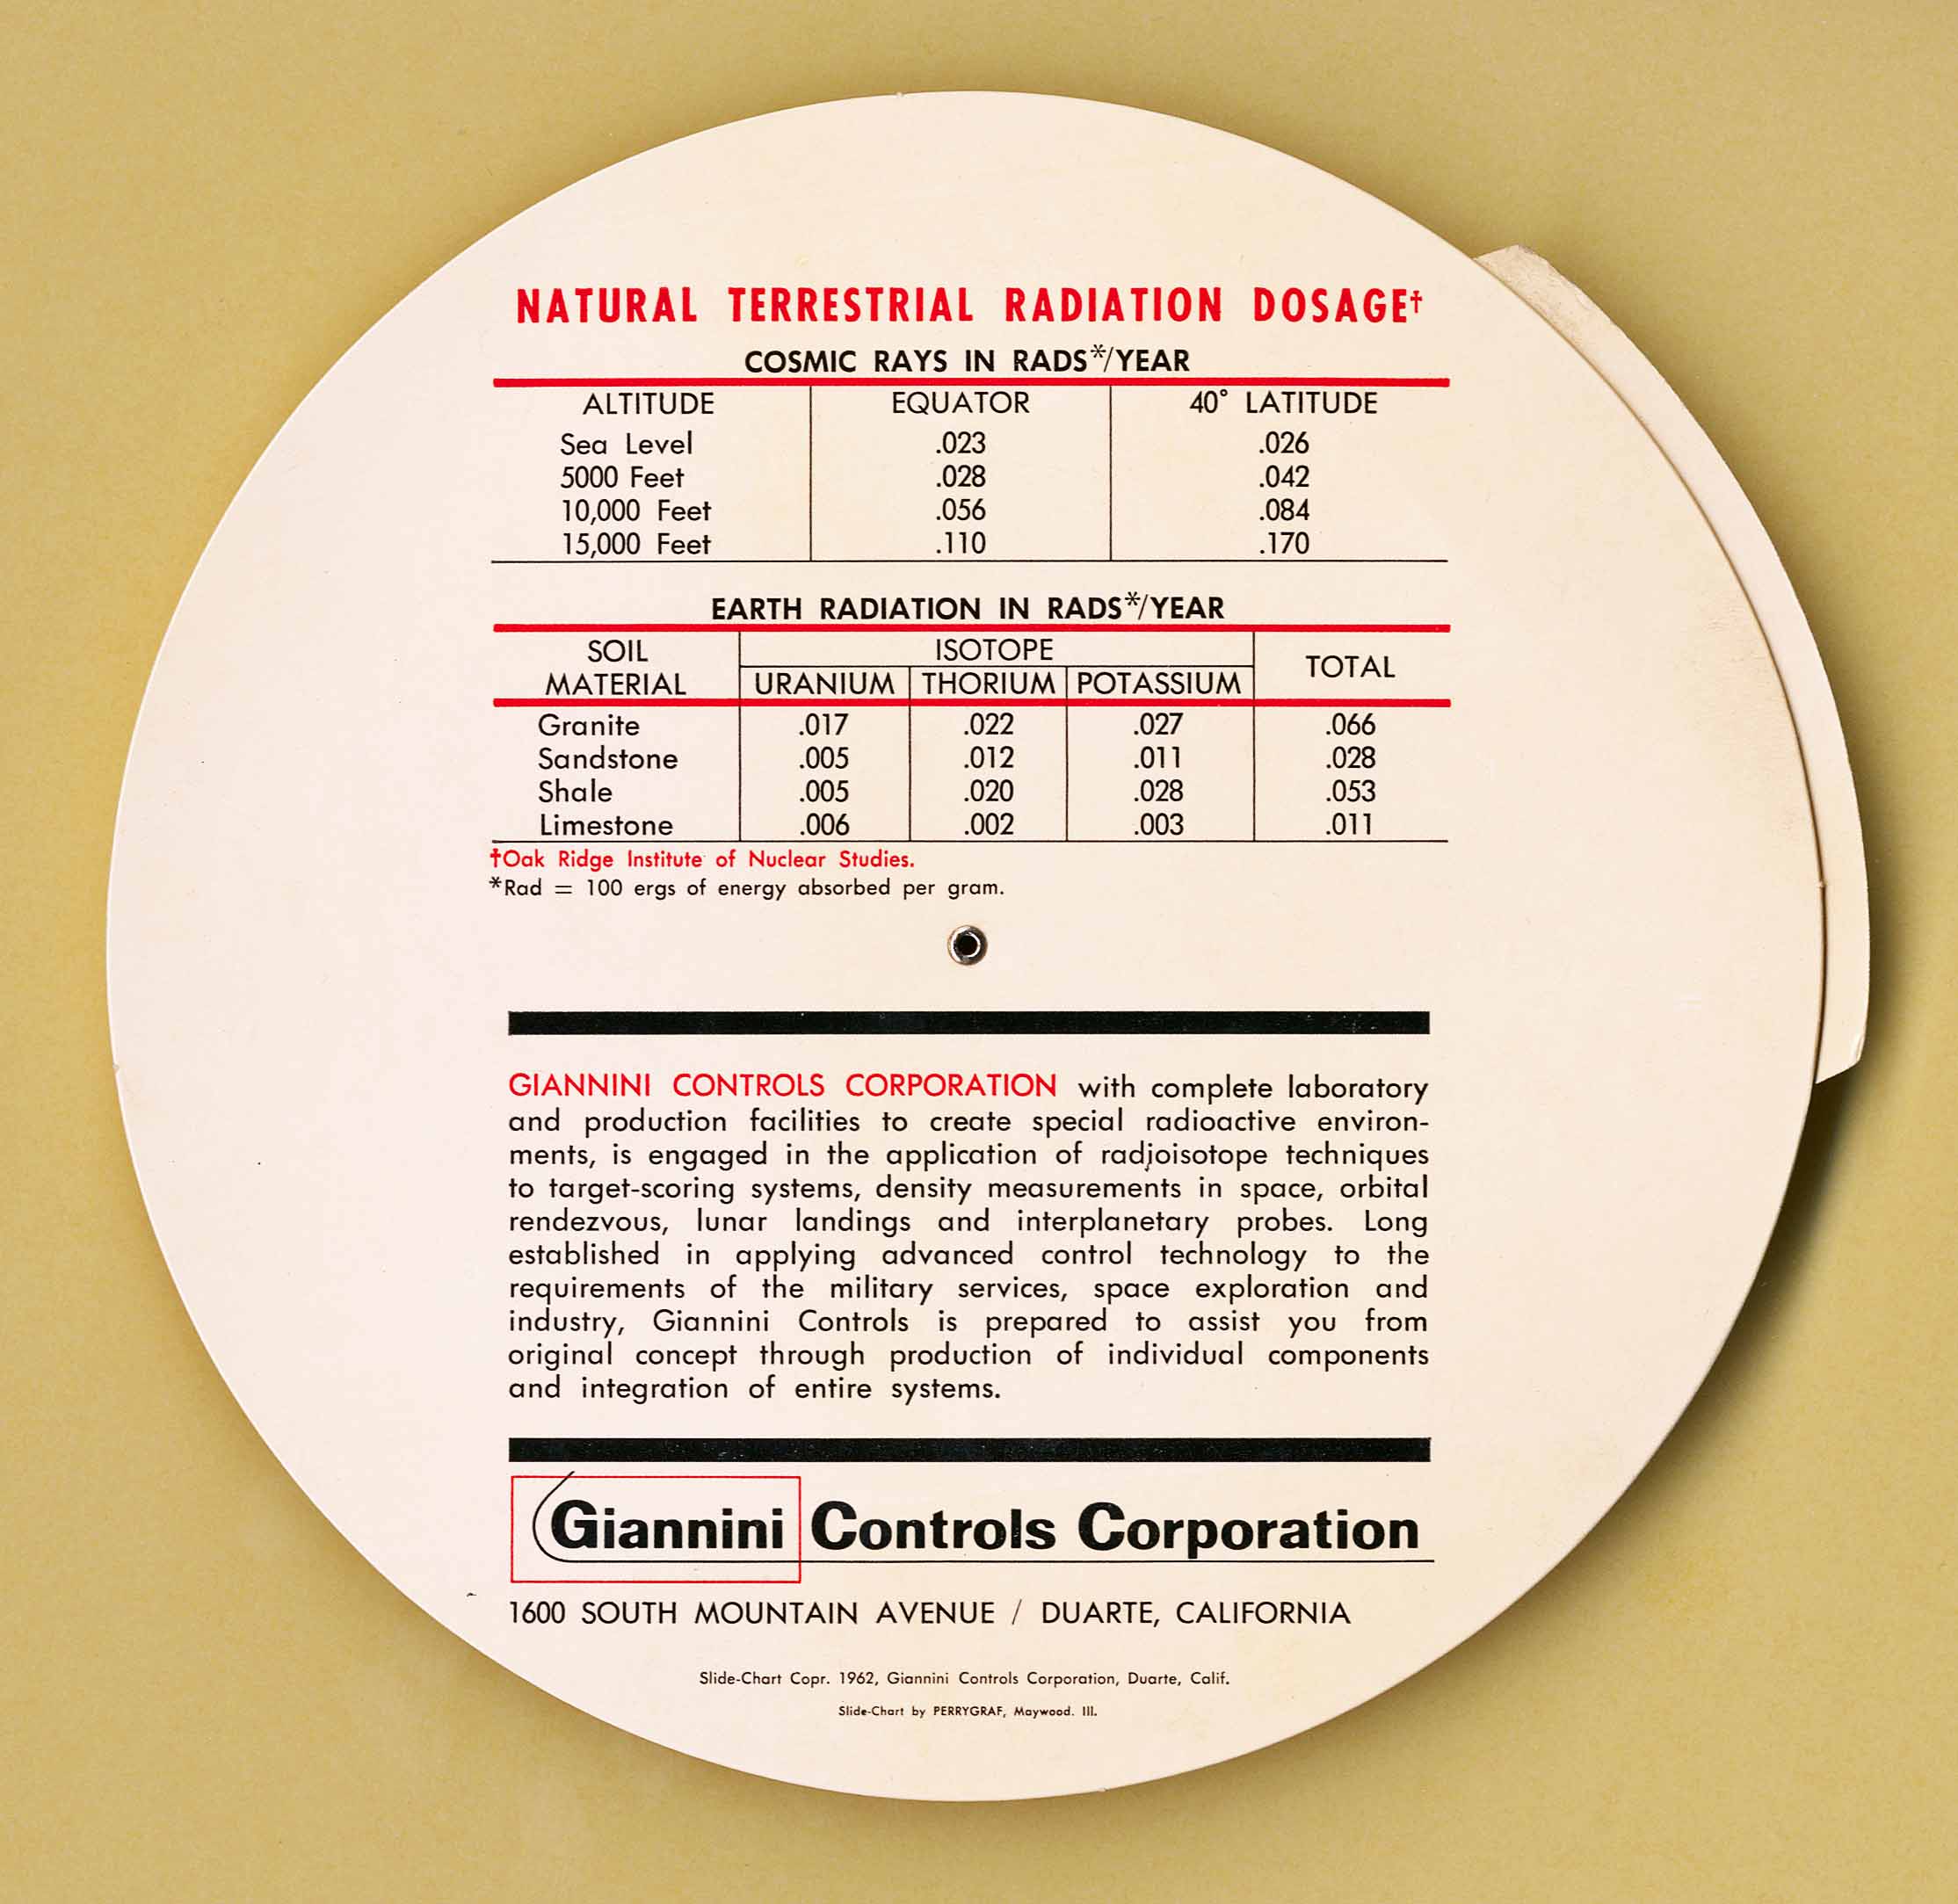 NATURAL TERRESTRIAL RADIATION DOSAGE†
COSMIC RAYS IN RADS*/YEAR
ALTITUDE EQUATOR 40° LATITUDE
Sea Level .023 .026
5000 Feet .028 .042
10,000 Feet .056 .084
15,000 Feet .110 .170
EARTH RADIATION IN RADS*/YEAR
SOIL MATERIAL ISOTOPE TOTAL
URANIUM THORIUM POTASSIUM
Granite .017 .022 .027 .066
Sandstone .005 .012 .011 .028
Shale .005 .020 .028 .053
Limestone .006 .002 .003 .011
†Oak Ridge Institute of Nuclear Studies.
*Rad = 100 ergs of energy absorbed per gram.
GIANNINI CONTROLS CORPORATION with complete laboratory
and production facilities to create special radioactive environ-
ments, is engaged in the application of radioisotope techniques
to target-scoring systems, density measurements in space, orbital
rendezvous, lunar landings and interplanetary probes. Long
established in applying advanced control technology to the
requirements of the military services, space exploration and
industry, Giannini Controls is prepared to assist you from
original concept through production of individual components
and integration of entire systems.
Giannini Controls Corporation
1600 SOUTH MOUNTAIN AVENUE / DUARTE, CALIFORNIA
Slide-Chart Copr. 1962, Giannini Controls Corporation, Duarte, Calif.
Slide-Chart by PERRYGRAF, Maywood. Ill.